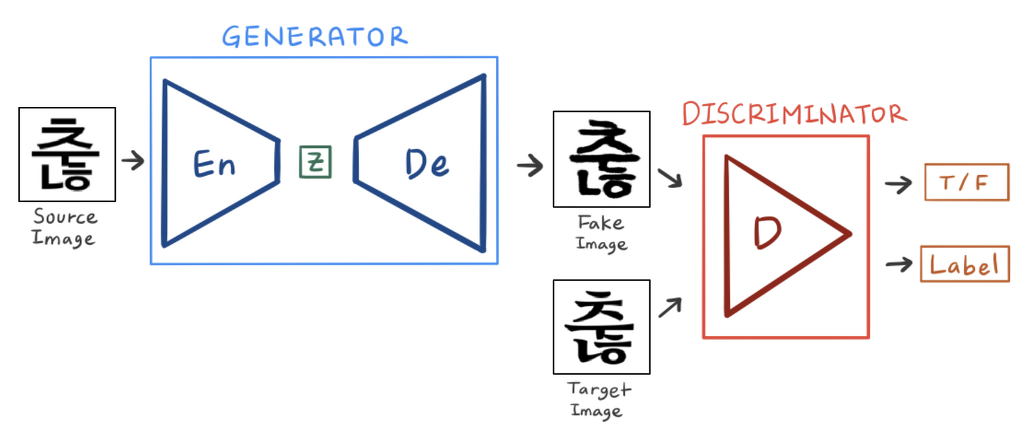 GENERATOR
춚
Source
Image
En
Z
De
춚
Fake
Image
춚
Target
Image
DISCRIMINATOR
D
T/F
Label